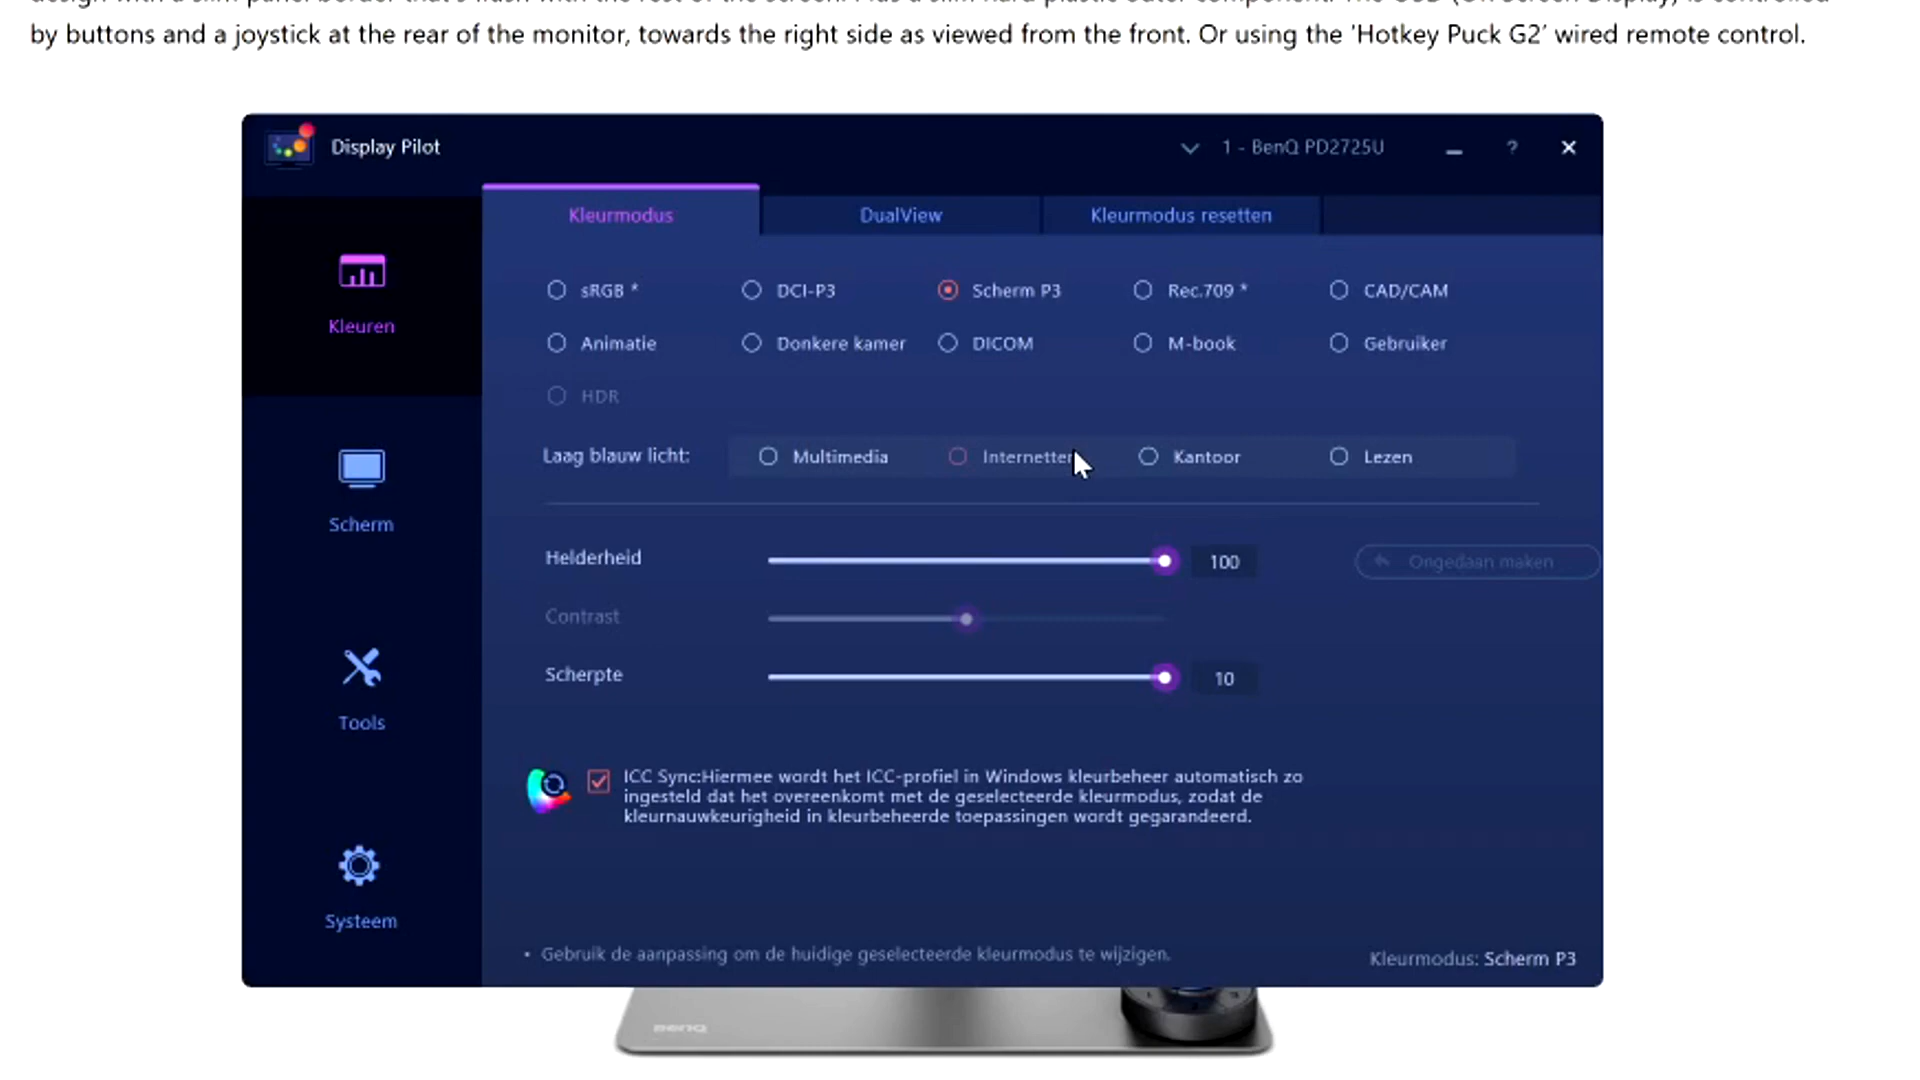 by buttons and a joystick at the rear of the monitor, towards the right side as viewed from the front. Or using the 'Hotkey Puck G2' wired remote control.
Display Pilot
1 - BenQ PD2725U
?
Kleurmodus
DualView
Kleurmodus resetten
Kleuren
Scherm
Tools
Systeem
sRGB *
DCI-P3
Scherm P3
Rec.709 *
CAD/CAM
Animatie
Donkere kamer
DICOM
M-book
Gebruiker
HDR
Laag blauw licht:
Multimedia
Internetten
Kantoor
Lezen
Helderheid
100
Ongedaan maken
Contrast
Scherpte
10
ICC Sync:Hiermee wordt het ICC-profiel in Windows kleurbeheer automatisch zo
ingesteld dat het overeenkomt met de geselecteerde kleurmodus, zodat de
kleurnauwkeurigheid in kleurbeheerde toepassingen wordt gegarandeerd.
• Gebruik de aanpassing om de huidige geselecteerde kleurmodus te wijzigen.
Kleurmodus: Scherm P3
BenQ